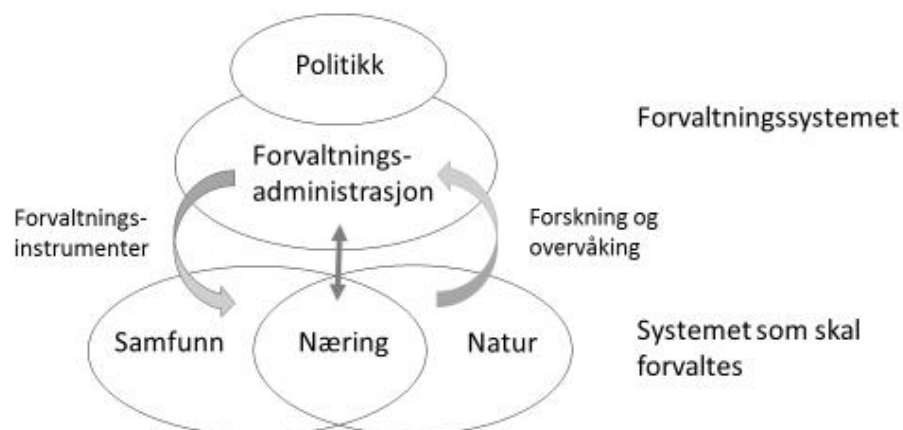 Politikk
Forvaltningssystemet
Forvaltnings-
administrasjon
Forvaltnings-
instrumenter
Forskning og
overvåking
Samfunn
Næring
Natur
Systemet som skal
forvaltes